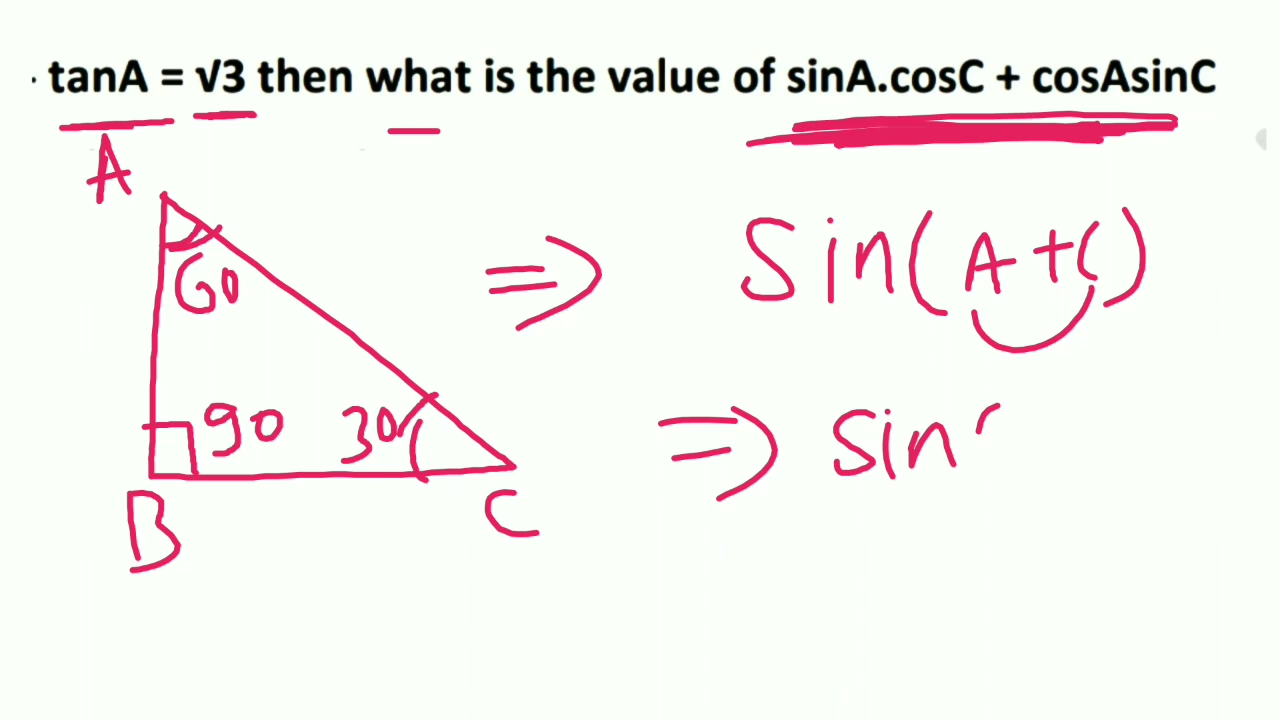 . tanA = √3 then what is the value of sinA.cosC + cosAsinC
A
60
⇒ Sin(A+C)
90 30
⇒ Sin(
B C